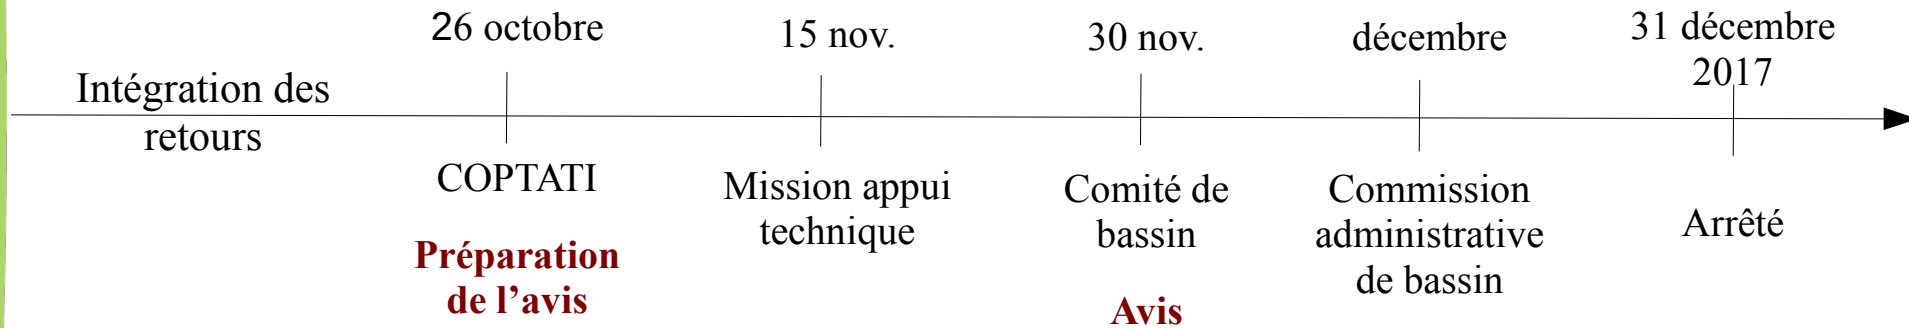 26 octobre
15 nov.
30 nov.
décembre
31 décembre
2017
Intégration des
retours
COPTATI
Préparation
de l’avis
Mission appui
technique
Comité de
bassin
Avis
Commission
administrative
de bassin
Arrêté